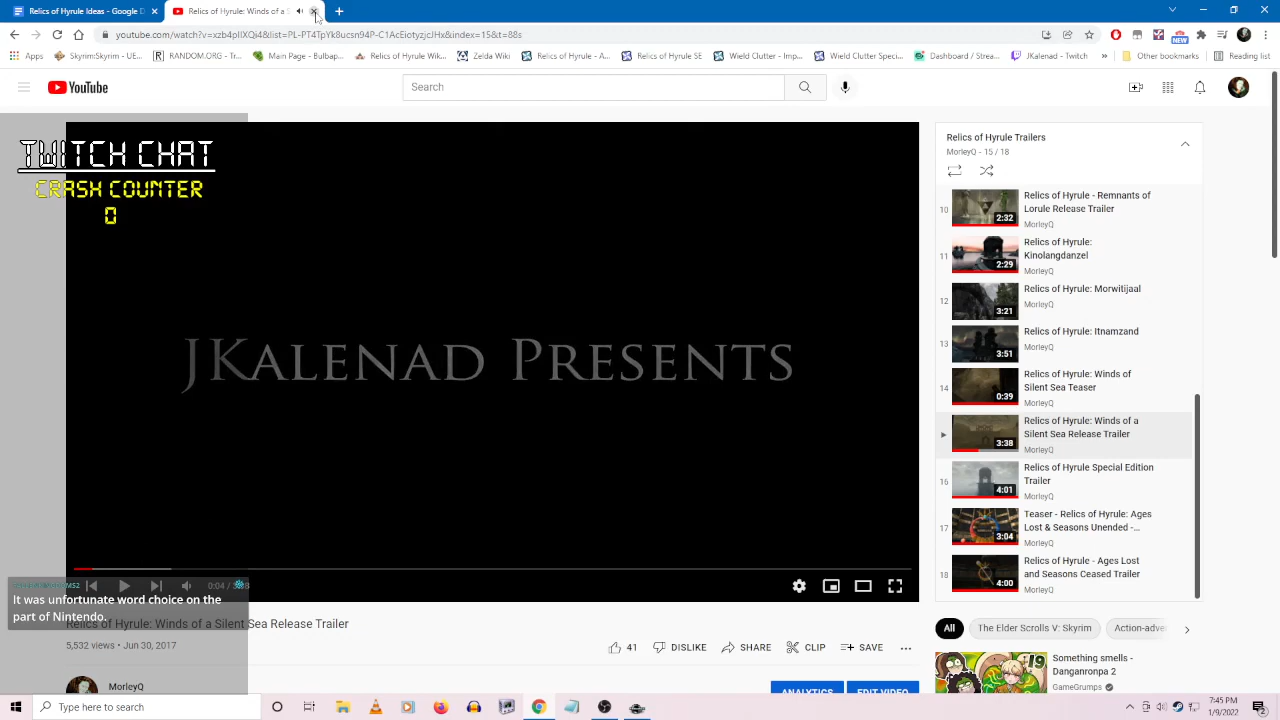 Relics of Hyrule Ideas - Google D
Relics of Hyrule: Winds of a S
youtube.com/watch?v=xzb4pIIXQi4&list=PL-PT4TpYk8ucsn94P-C1AcEiotyzjcJHx&index=15&t=88s
NEW
Apps
SkyrimSkyrim - UE...
RANDOM.ORG - Tr...
Main Page - Bulbap...
Relics of Hyrule Wik...
Zelda Wiki
Relics of Hyrule - A...
Relics of Hyrule SE
Wield Clutter - Imp...
Wield Clutter Speci...
Dashboard / Strea...
JKalenad - Twitch
»
Other bookmarks
Reading list
YouTube
Search
TWITCH CHAT
CRASH COUNTER
0
JKalenad Presents
0:04 / 3:38
It was unfortunate word choice on the
part of Nintendo.
Relics of Hyrule: Winds of a Silent Sea Release Trailer
5,532 views • Jun 30, 2017
41
DISLIKE
SHARE
CLIP
SAVE
MorleyQ
ANALYTICS
EDIT VIDEO
Relics of Hyrule Trailers
MorleyQ - 15 / 18
10
2:32
Relics of Hyrule - Remnants of
Lorule Release Trailer
MorleyQ
11
2:29
Relics of Hyrule:
Kinolangdanzel
MorleyQ
12
3:21
Relics of Hyrule: Morwitijaal
MorleyQ
13
3:51
Relics of Hyrule: Itnamzand
MorleyQ
14
0:39
Relics of Hyrule: Winds of
Silent Sea Teaser
MorleyQ
3:38
Relics of Hyrule: Winds of a
Silent Sea Release Trailer
MorleyQ
16
4:01
Relics of Hyrule Special Edition
Trailer
MorleyQ
17
3:04
Teaser - Relics of Hyrule: Ages
Lost & Seasons Unended -...
MorleyQ
18
4:00
Relics of Hyrule - Ages Lost
and Seasons Ceased Trailer
MorleyQ
All
The Elder Scrolls V: Skyrim
Action-adve
19
Something smells -
Danganronpa 2
GameGrumps
Type here to search
7:45 PM
1/9/2022
2